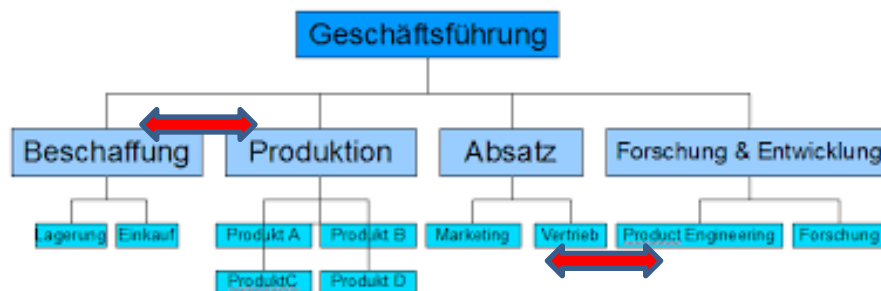 Geschäftsführung
Beschaffung
Produktion
Absatz
Forschung & Entwicklung
Lagerung
Einkauf
Produkt A
Produkt B
Marketing
Vertrieb
Product Engineering
Forschung
ProduktC
Produkt D